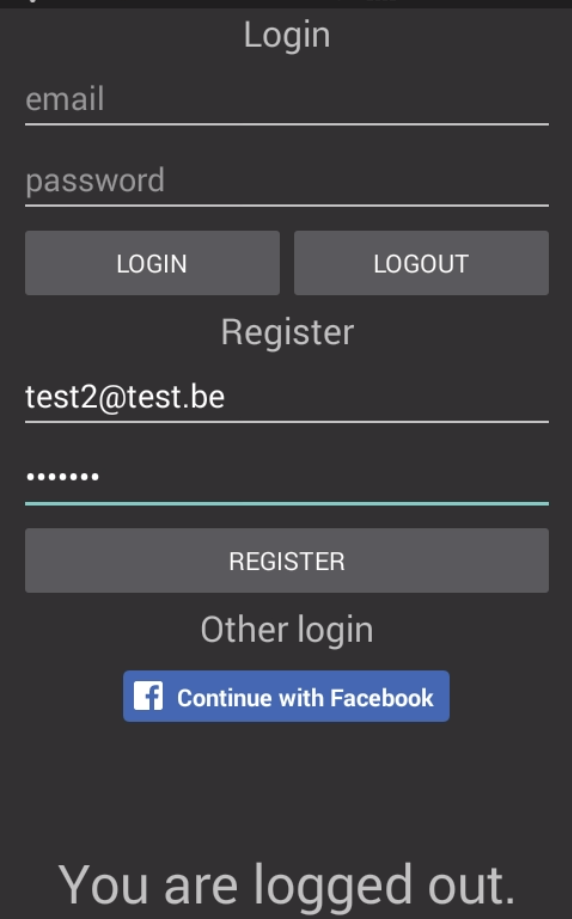 Login
email
password
LOGIN LOGOUT
Register
test2@test.be
•••••••
REGISTER
Other login
Continue with Facebook
You are logged out.